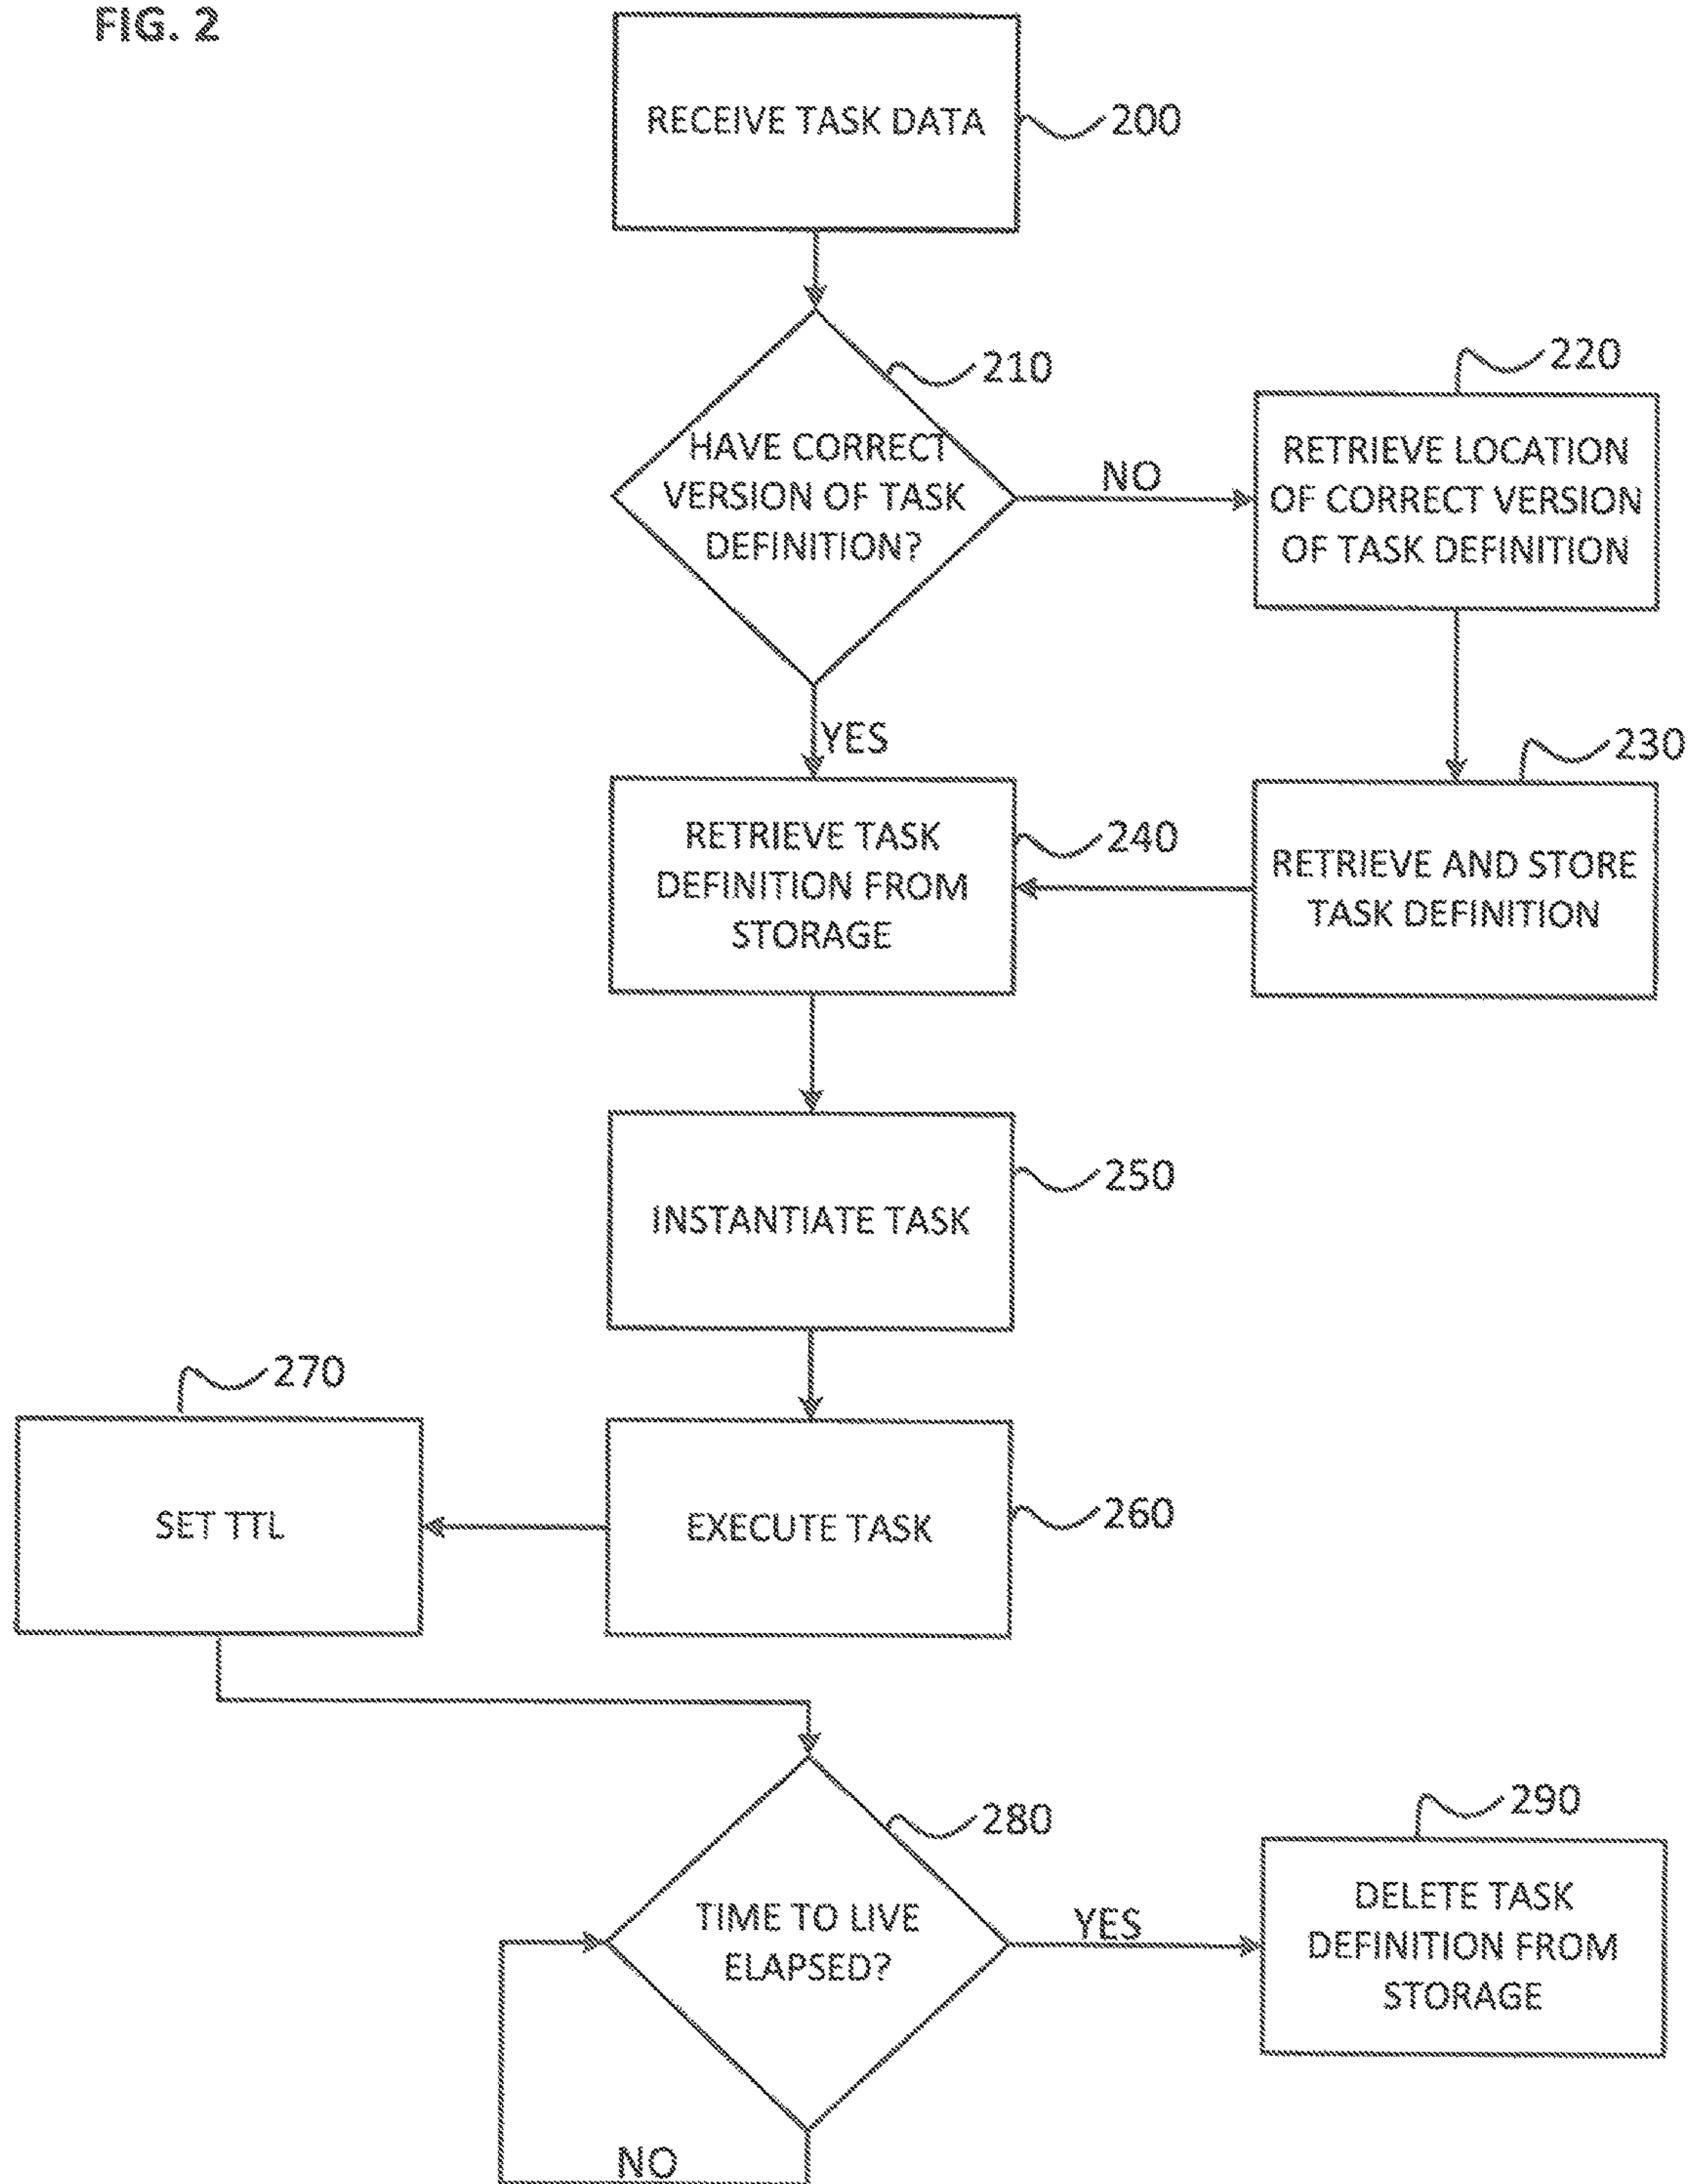 FIG. 2
RECEIVE TASK DATA
200
210
HAVE CORRECT
VERSION OF TASK
DEFINITION?
NO
220
RETRIEVE LOCATION
OF CORRECT VERSION
OF TASK DEFINITION
YES
230
RETRIEVE AND STORE
TASK DEFINITION
240
RETRIEVE TASK
DEFINITION FROM
STORAGE
250
INSTANTIATE TASK
260
EXECUTE TASK
270
SET TTL
280
TIME TO LIVE
ELAPSED?
YES
290
DELETE TASK
DEFINITION FROM
STORAGE
NO